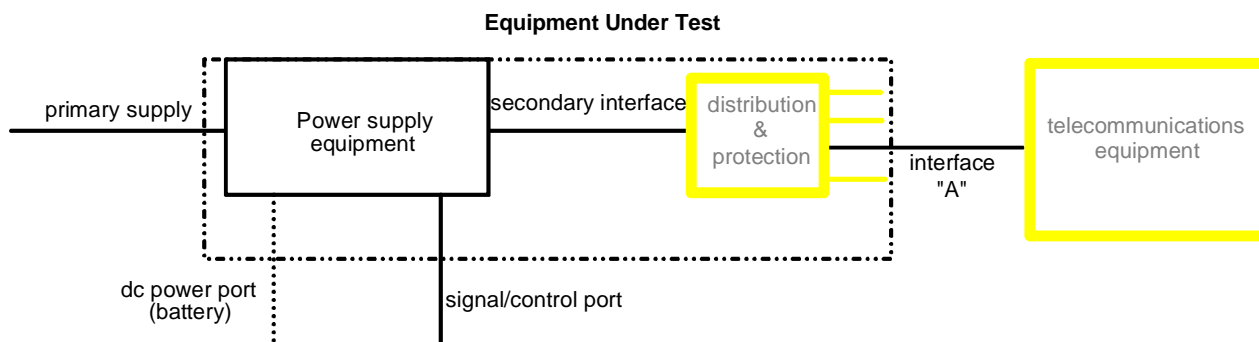 Equipment Under Test
primary supply
Power supply
equipment
secondary interface
distribution
&
protection
telecommunications
equipment
interface
"A"
dc power port
(battery)
signal/control port